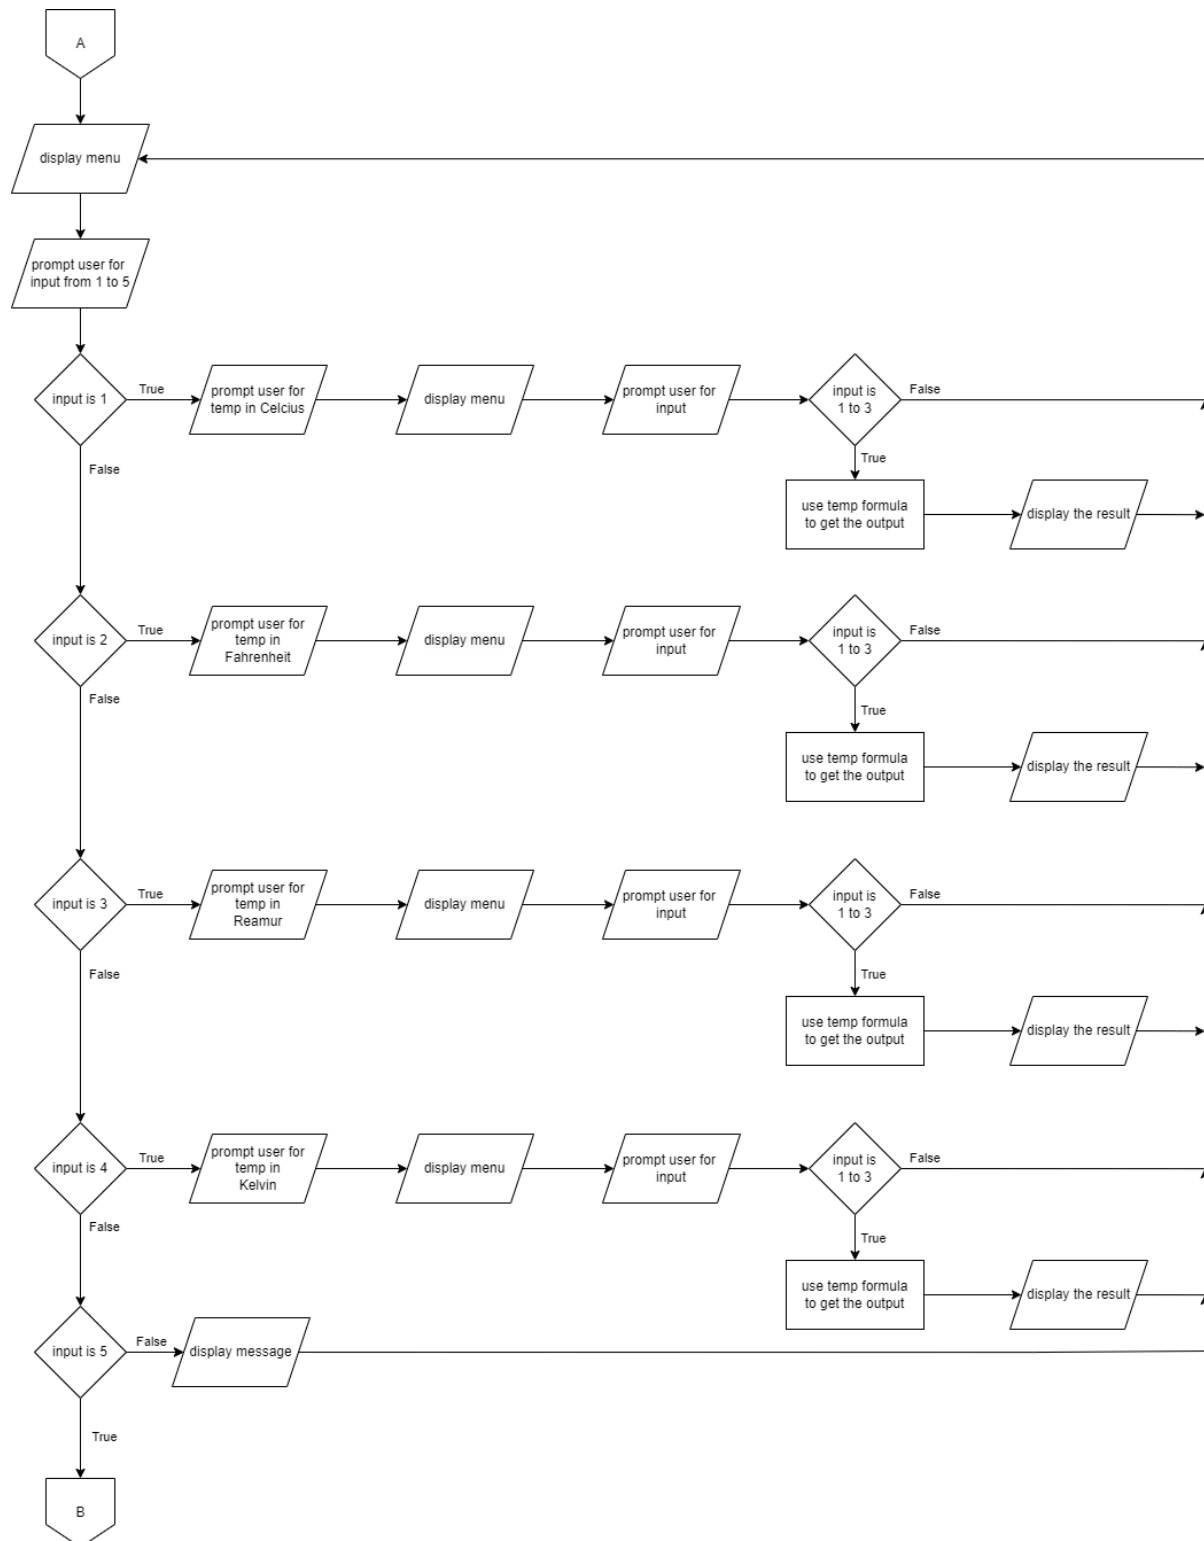 A
display menu
prompt user for
input from 1 to 5
input is 1
True
prompt user for
temp in Celcius
display menu
prompt user for
input
input is
1 to 3
False
False
True
use temp formula
to get the output
display the result
input is 2
True
prompt user for
temp in
Fahrenheit
display menu
prompt user for
input
input is
1 to 3
False
False
True
use temp formula
to get the output
display the result
input is 3
True
prompt user for
temp in
Reamur
display menu
prompt user for
input
input is
1 to 3
False
False
True
use temp formula
to get the output
display the result
input is 4
True
prompt user for
temp in
Kelvin
display menu
prompt user for
input
input is
1 to 3
False
False
True
use temp formula
to get the output
display the result
input is 5
False
display message
True
B